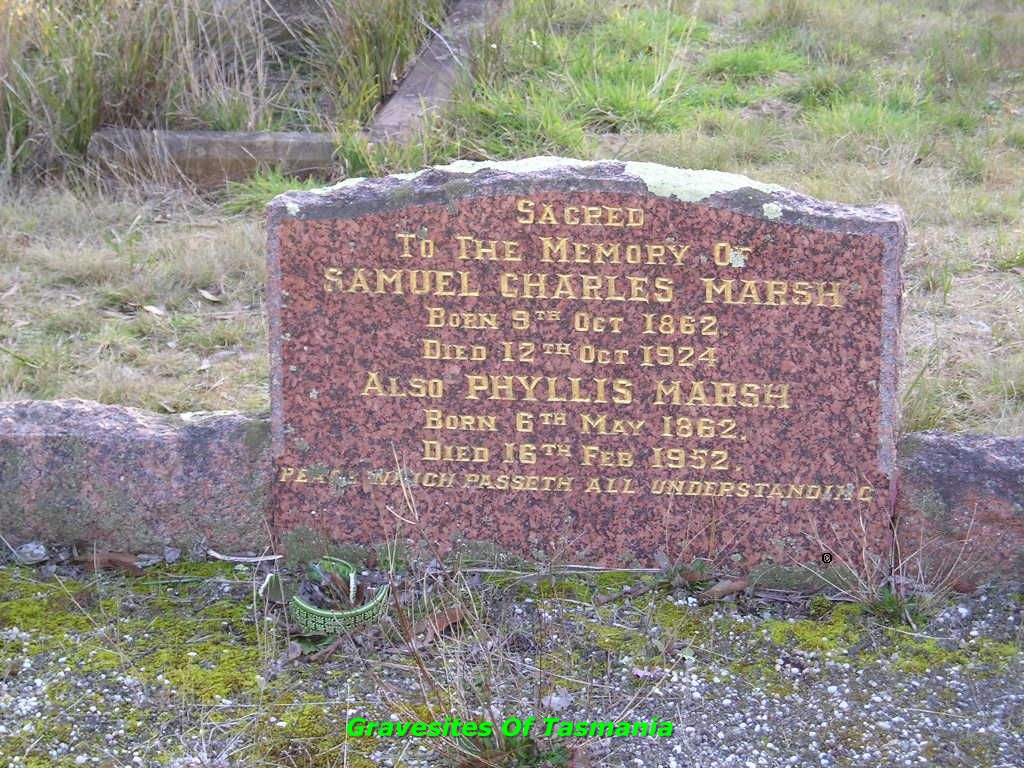 SACRED
TO THE MEMORY OF
SAMUEL CHARLES MARSH
BORN 9TH OCT 1862
DIED 12TH OCT 1924
ALSO PHYLLIS MARSH
BORN 6TH MAY 1862.
DIED 16TH FEB 1952.
PEACE WHICH PASSETH ALL UNDERSTANDING
Gravesites Of Tasmania